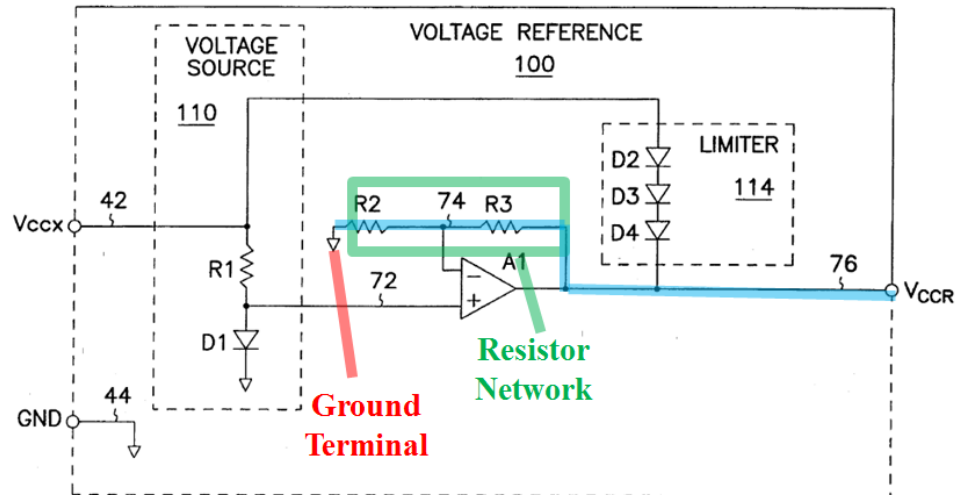 VOLTAGE REFERENCE
100
VOLTAGE
SOURCE
110
LIMITER
114
D2
D3
D4
42
VCCX
R2
74
R3
R1
72
A1
−
+
76
VCCR
D1
Resistor
Network
44
GND
Ground
Terminal